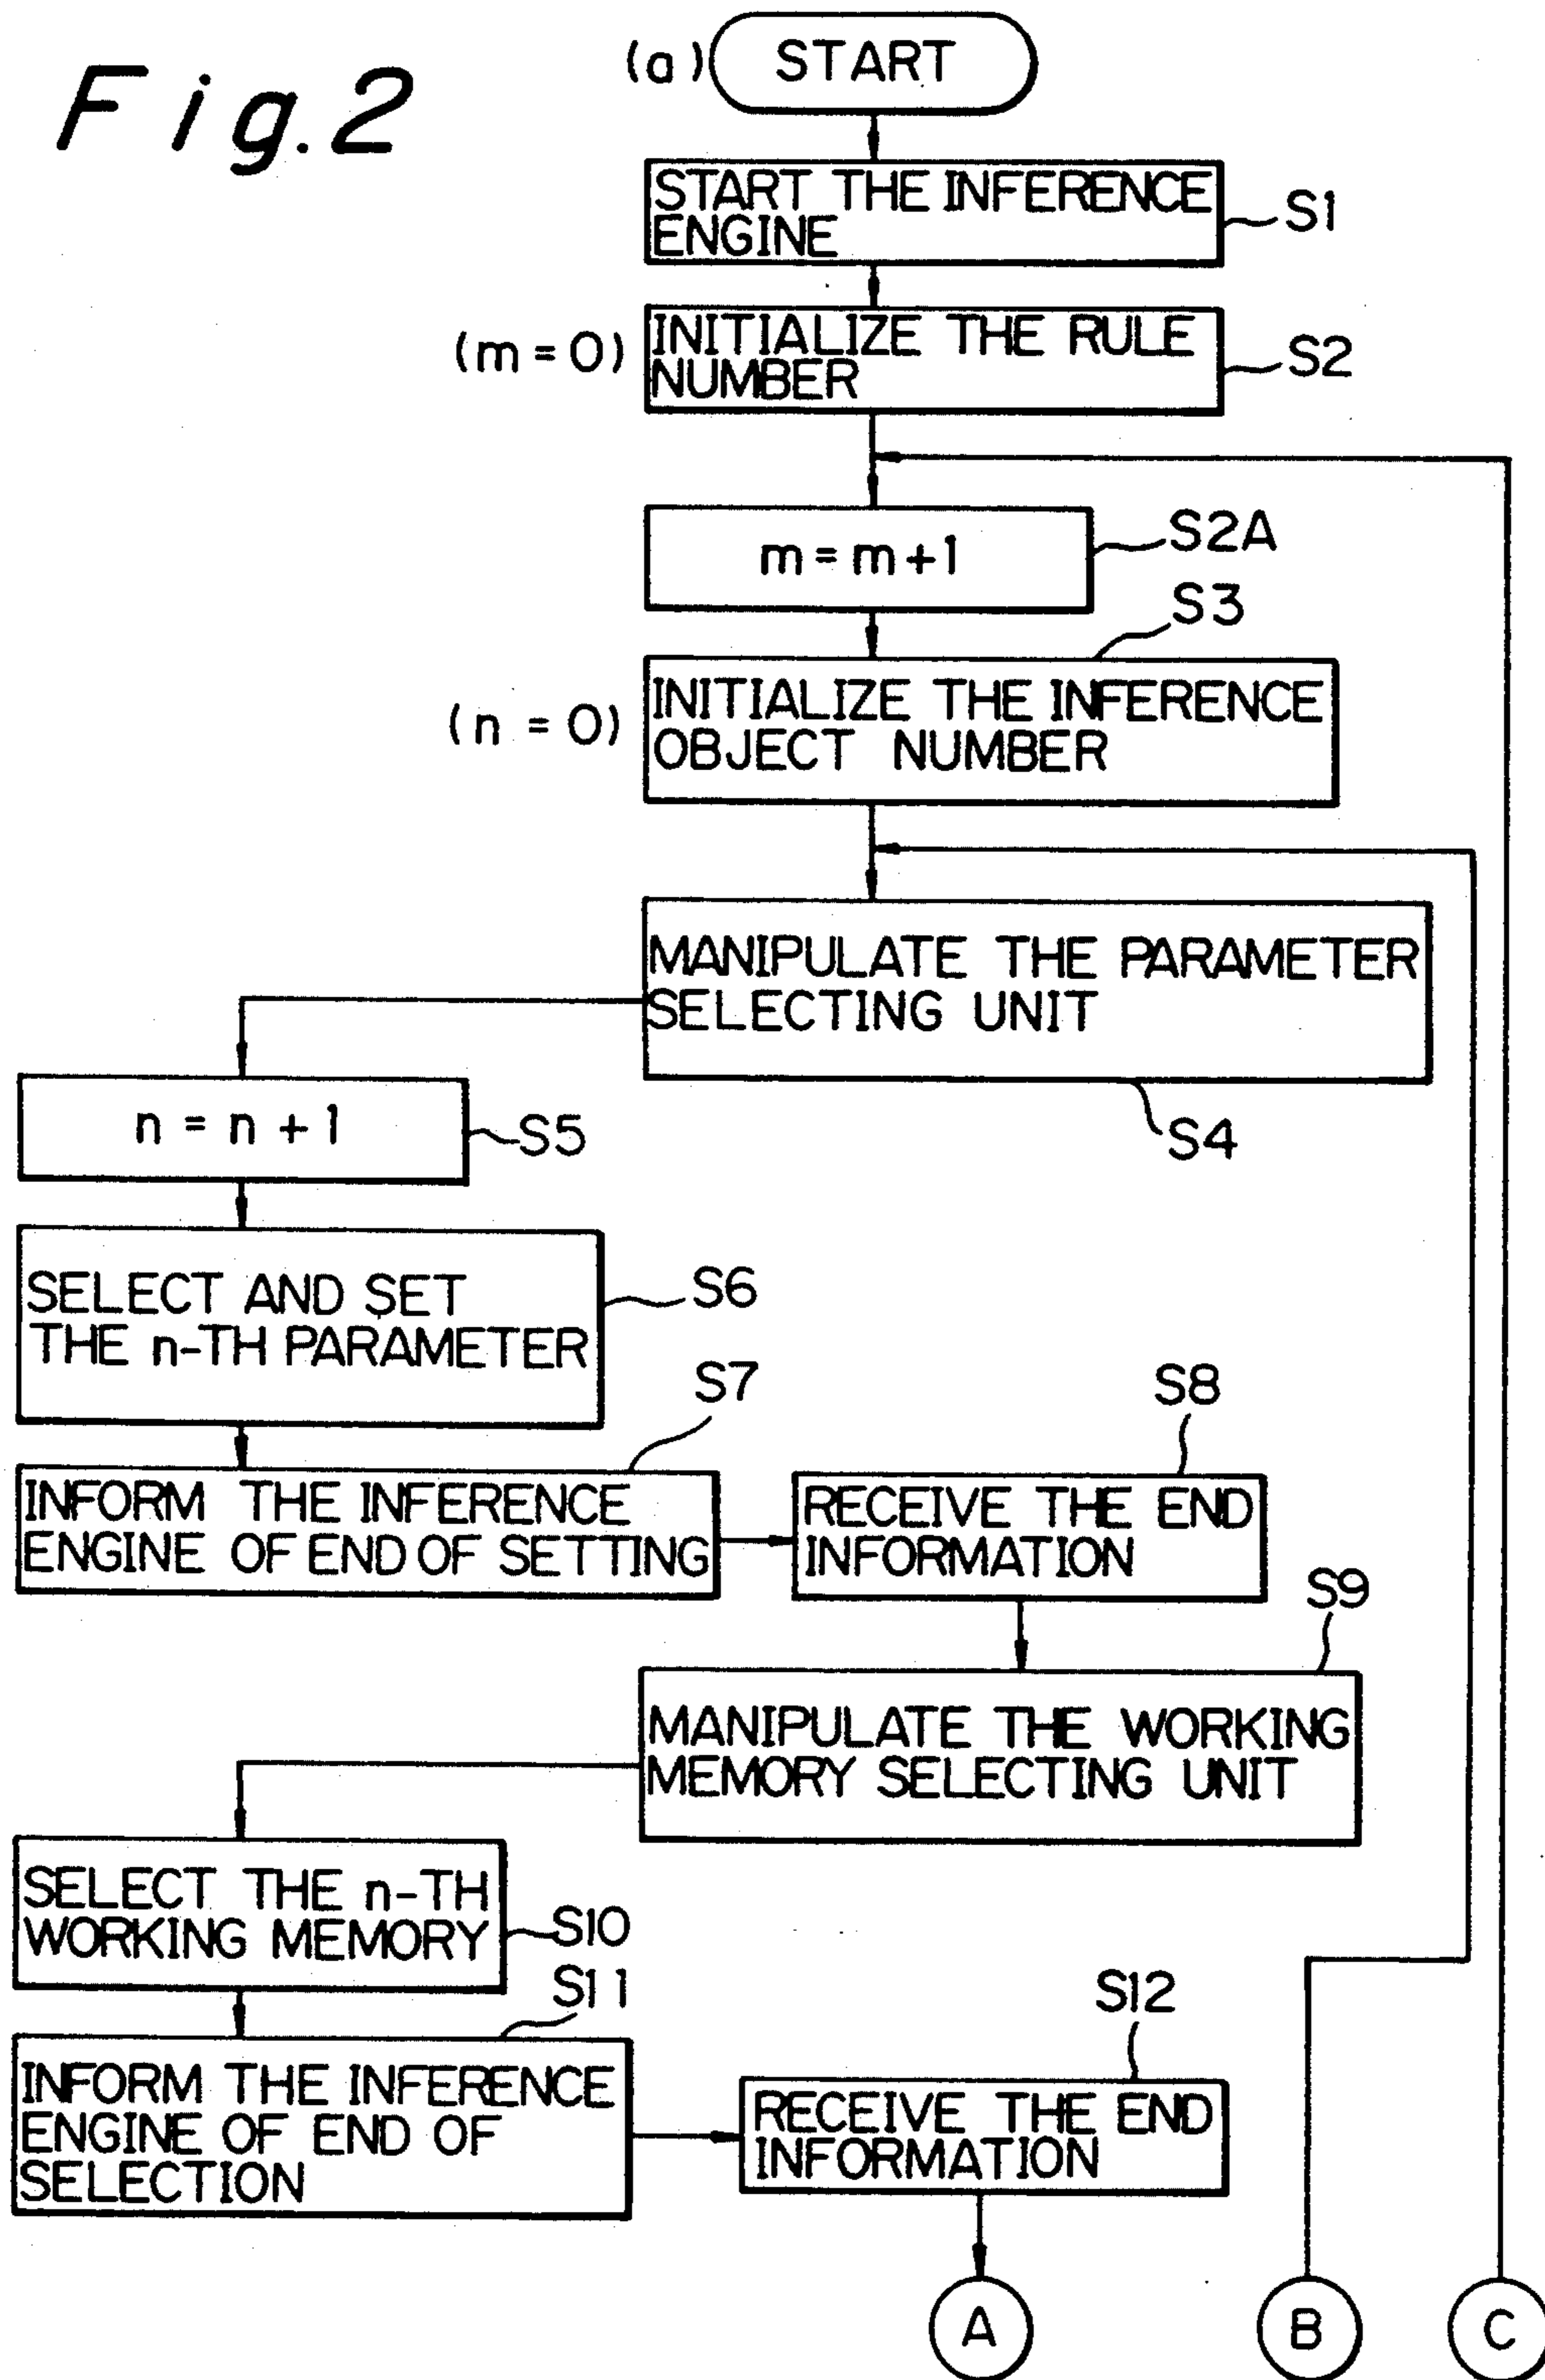 Fig.2
(a) START
START THE INFERENCE
ENGINE
S1
(m = 0)
INITIALIZE THE RULE
NUMBER
S2
m = m + 1
S2A
S3
(n = 0)
INITIALIZE THE INFERENCE
OBJECT NUMBER
MANIPULATE THE PARAMETER
SELECTING UNIT
S4
n = n + 1
S5
SELECT AND SET
THE n-TH PARAMETER
S6
S7
INFORM THE INFERENCE
ENGINE OF END OF SETTING
S8
RECEIVE THE END
INFORMATION
S9
MANIPULATE THE WORKING
MEMORY SELECTING UNIT
SELECT THE n-TH
WORKING MEMORY
S10
S11
INFORM THE INFERENCE
ENGINE OF END OF
SELECTION
S12
RECEIVE THE END
INFORMATION
A
B
C